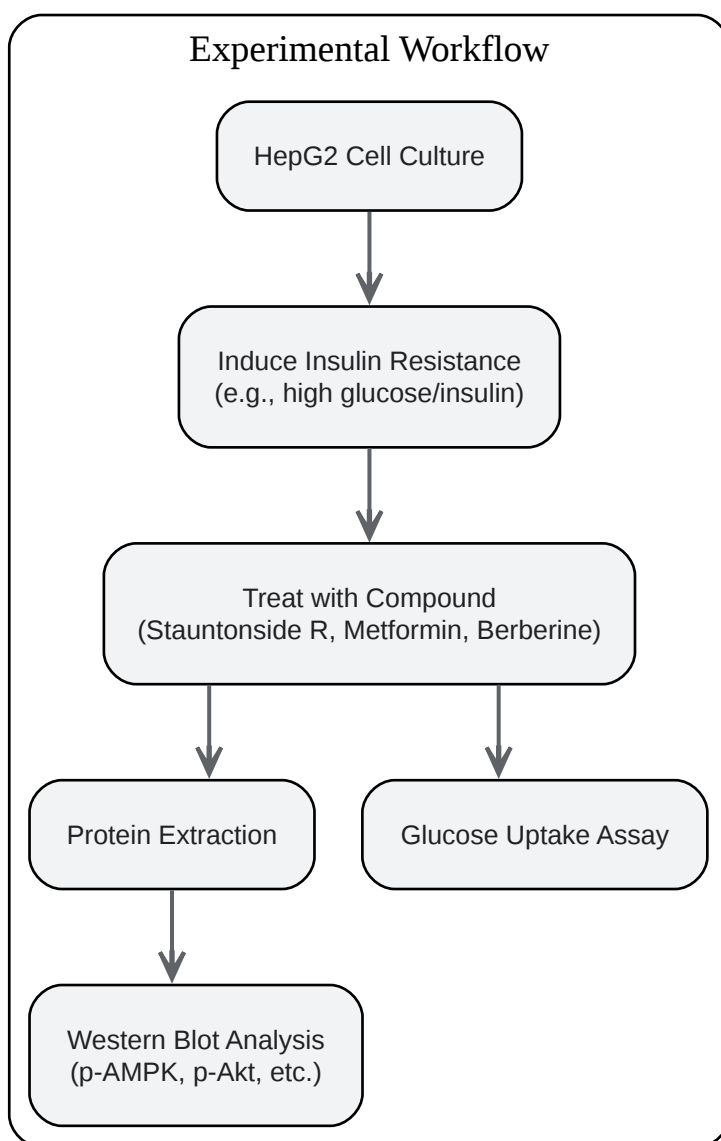 Experimental Workflow
HepG2 Cell Culture
Induce Insulin Resistance
(e.g., high glucose/insulin)
Treat with Compound
(Stauntonside R, Metformin, Berberine)
Protein Extraction
Glucose Uptake Assay
Western Blot Analysis
(p-AMPK, p-Akt, etc.)